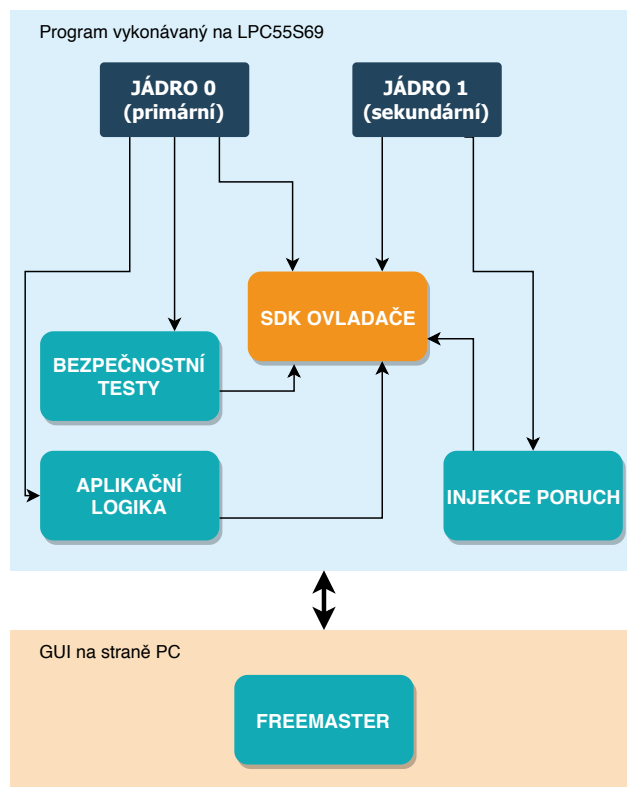 Program vykonávaný na LPC55S69
JÁDRO 0
(primární)
JÁDRO 1
(sekundární)
SDK OVLADAČE
BEZPEČNOSTNÍ
TESTY
APLIKAČNÍ
LOGIKA
INJEKCE PORUCH
GUI na straně PC
FREEMASTER